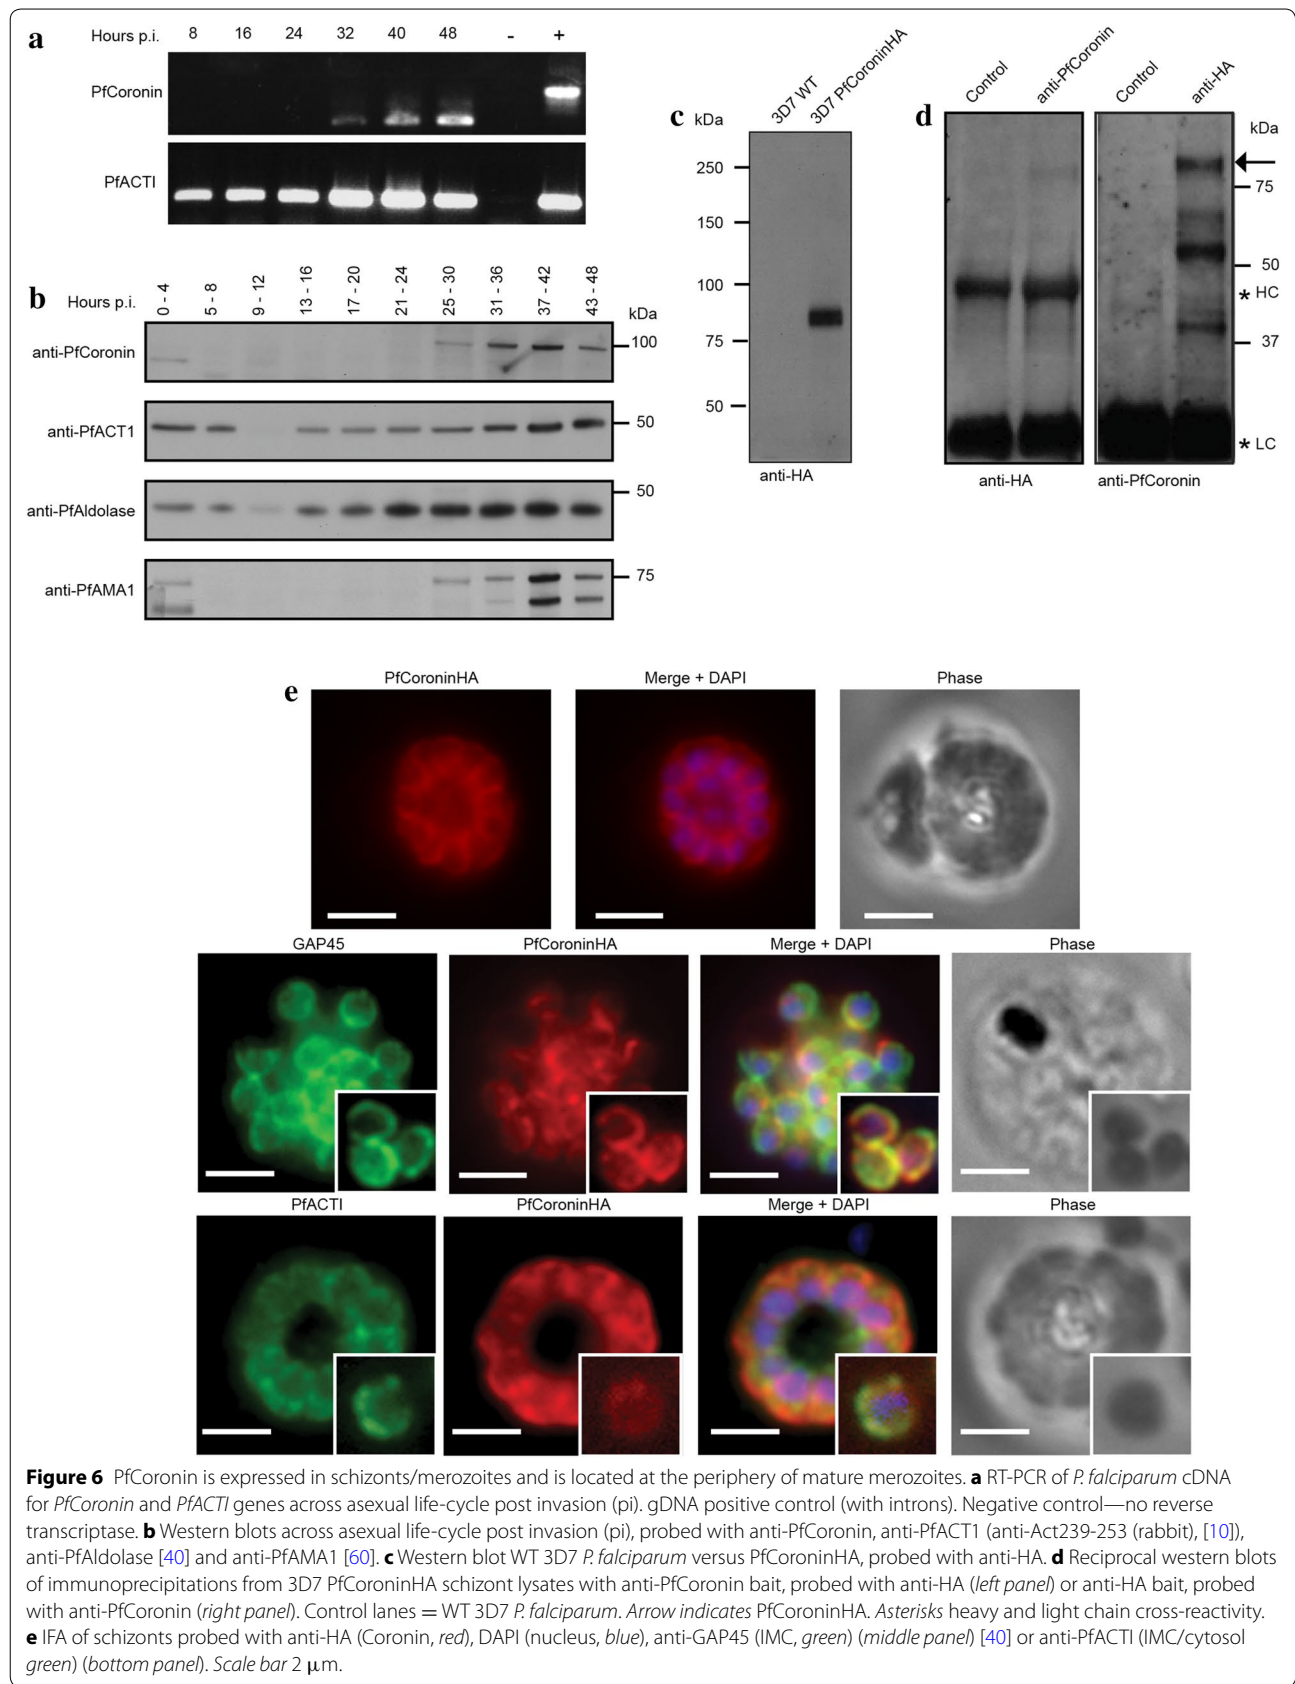 a
Hours p.i. 8 16 24 32 40 48 - +
PfCoronin
PfACTI
b
Hours p.i. 0 - 4 5 - 8 9 - 12 13 - 16 17 - 20 21 - 24 25 - 30 31 - 36 37 - 42 43 - 48
kDa
anti-PfCoronin 100
anti-PfACT1 50
anti-PfAldolase 50
anti-PfAMA1 75
c kDa 3D7 WT 3D7 PfCoroninHA
250
150
100
75
50
anti-HA
d Control anti-PfCoronin Control anti-HA
kDa
75
50
* HC
37
* LC
anti-HA anti-PfCoronin
e
PfCoroninHA Merge + DAPI Phase
GAP45 PfCoroninHA Merge + DAPI Phase
PfACTI PfCoroninHA Merge + DAPI Phase
Figure 6 PfCoronin is expressed in schizonts/merozoites and is located at the periphery of mature merozoites. a RT-PCR of P. falciparum cDNA
for PfCoronin and PfACTI genes across asexual life-cycle post invasion (pi). gDNA positive control (with introns). Negative control—no reverse
transcriptase. b Western blots across asexual life-cycle post invasion (pi), probed with anti-PfCoronin, anti-PfACT1 (anti-Act239-253 (rabbit), [10]),
anti-PfAldolase [40] and anti-PfAMA1 [60]. c Western blot WT 3D7 P. falciparum versus PfCoroninHA, probed with anti-HA. d Reciprocal western blots
of immunoprecipitations from 3D7 PfCoroninHA schizont lysates with anti-PfCoronin bait, probed with anti-HA (left panel) or anti-HA bait, probed
with anti-PfCoronin (right panel). Control lanes = WT 3D7 P. falciparum. Arrow indicates PfCoroninHA. Asterisks heavy and light chain cross-reactivity.
e IFA of schizonts probed with anti-HA (Coronin, red), DAPI (nucleus, blue), anti-GAP45 (IMC, green) (middle panel) [40] or anti-PfACTI (IMC/cytosol
green) (bottom panel). Scale bar 2 μm.